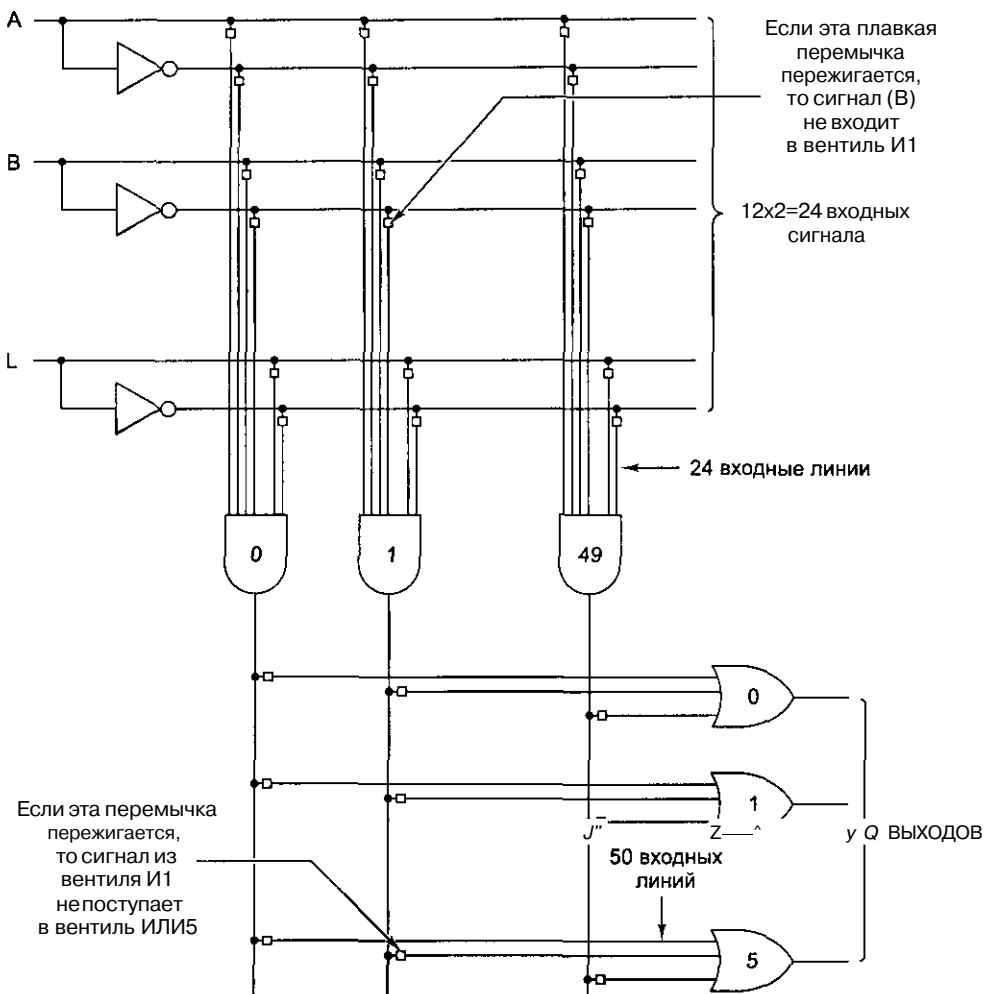 A
Если эта плавкая
перемычка
пережигается,
то сигнал (B)
не входит
в вентиль И1
B
12x2=24 входных
сигнала
L
24 входные линии
0
1
49
0
1
J"
Z—^
у Q ВЫХОДОВ
Если эта перемычка
пережигается,
то сигнал из
вентиля И1
непоступает
в вентиль ИЛИ5
50 входных
линий
5